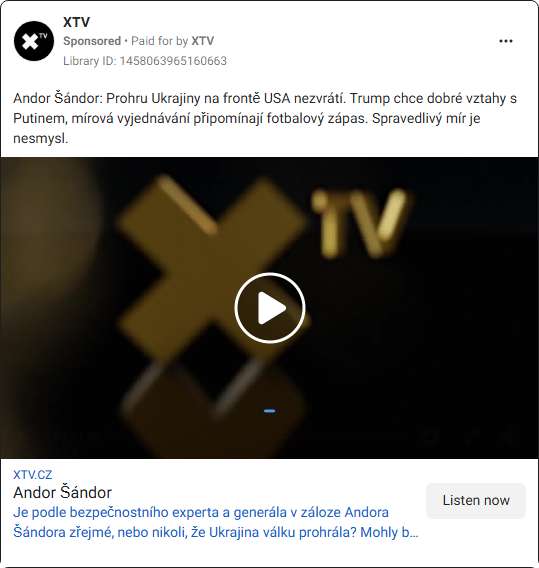 XTV
Sponsored • Paid for by XTV
Library ID: 1458063965160663
Andor Šándor: Prohru Ukrajiny na frontě USA nezvrátí. Trump chce dobré vztahy s
Putinem, mírová vyjednávání připomínají fotbalový zápas. Spravedlivý mír je
nesmysl.
XTV
XTV.CZ
Andor Šándor
Je podle bezpečnostního experta a generála v záloze Andora
Šándora zřejmé, nebo nikoli, že Ukrajina válku prohrála? Mohly b...
Listen now